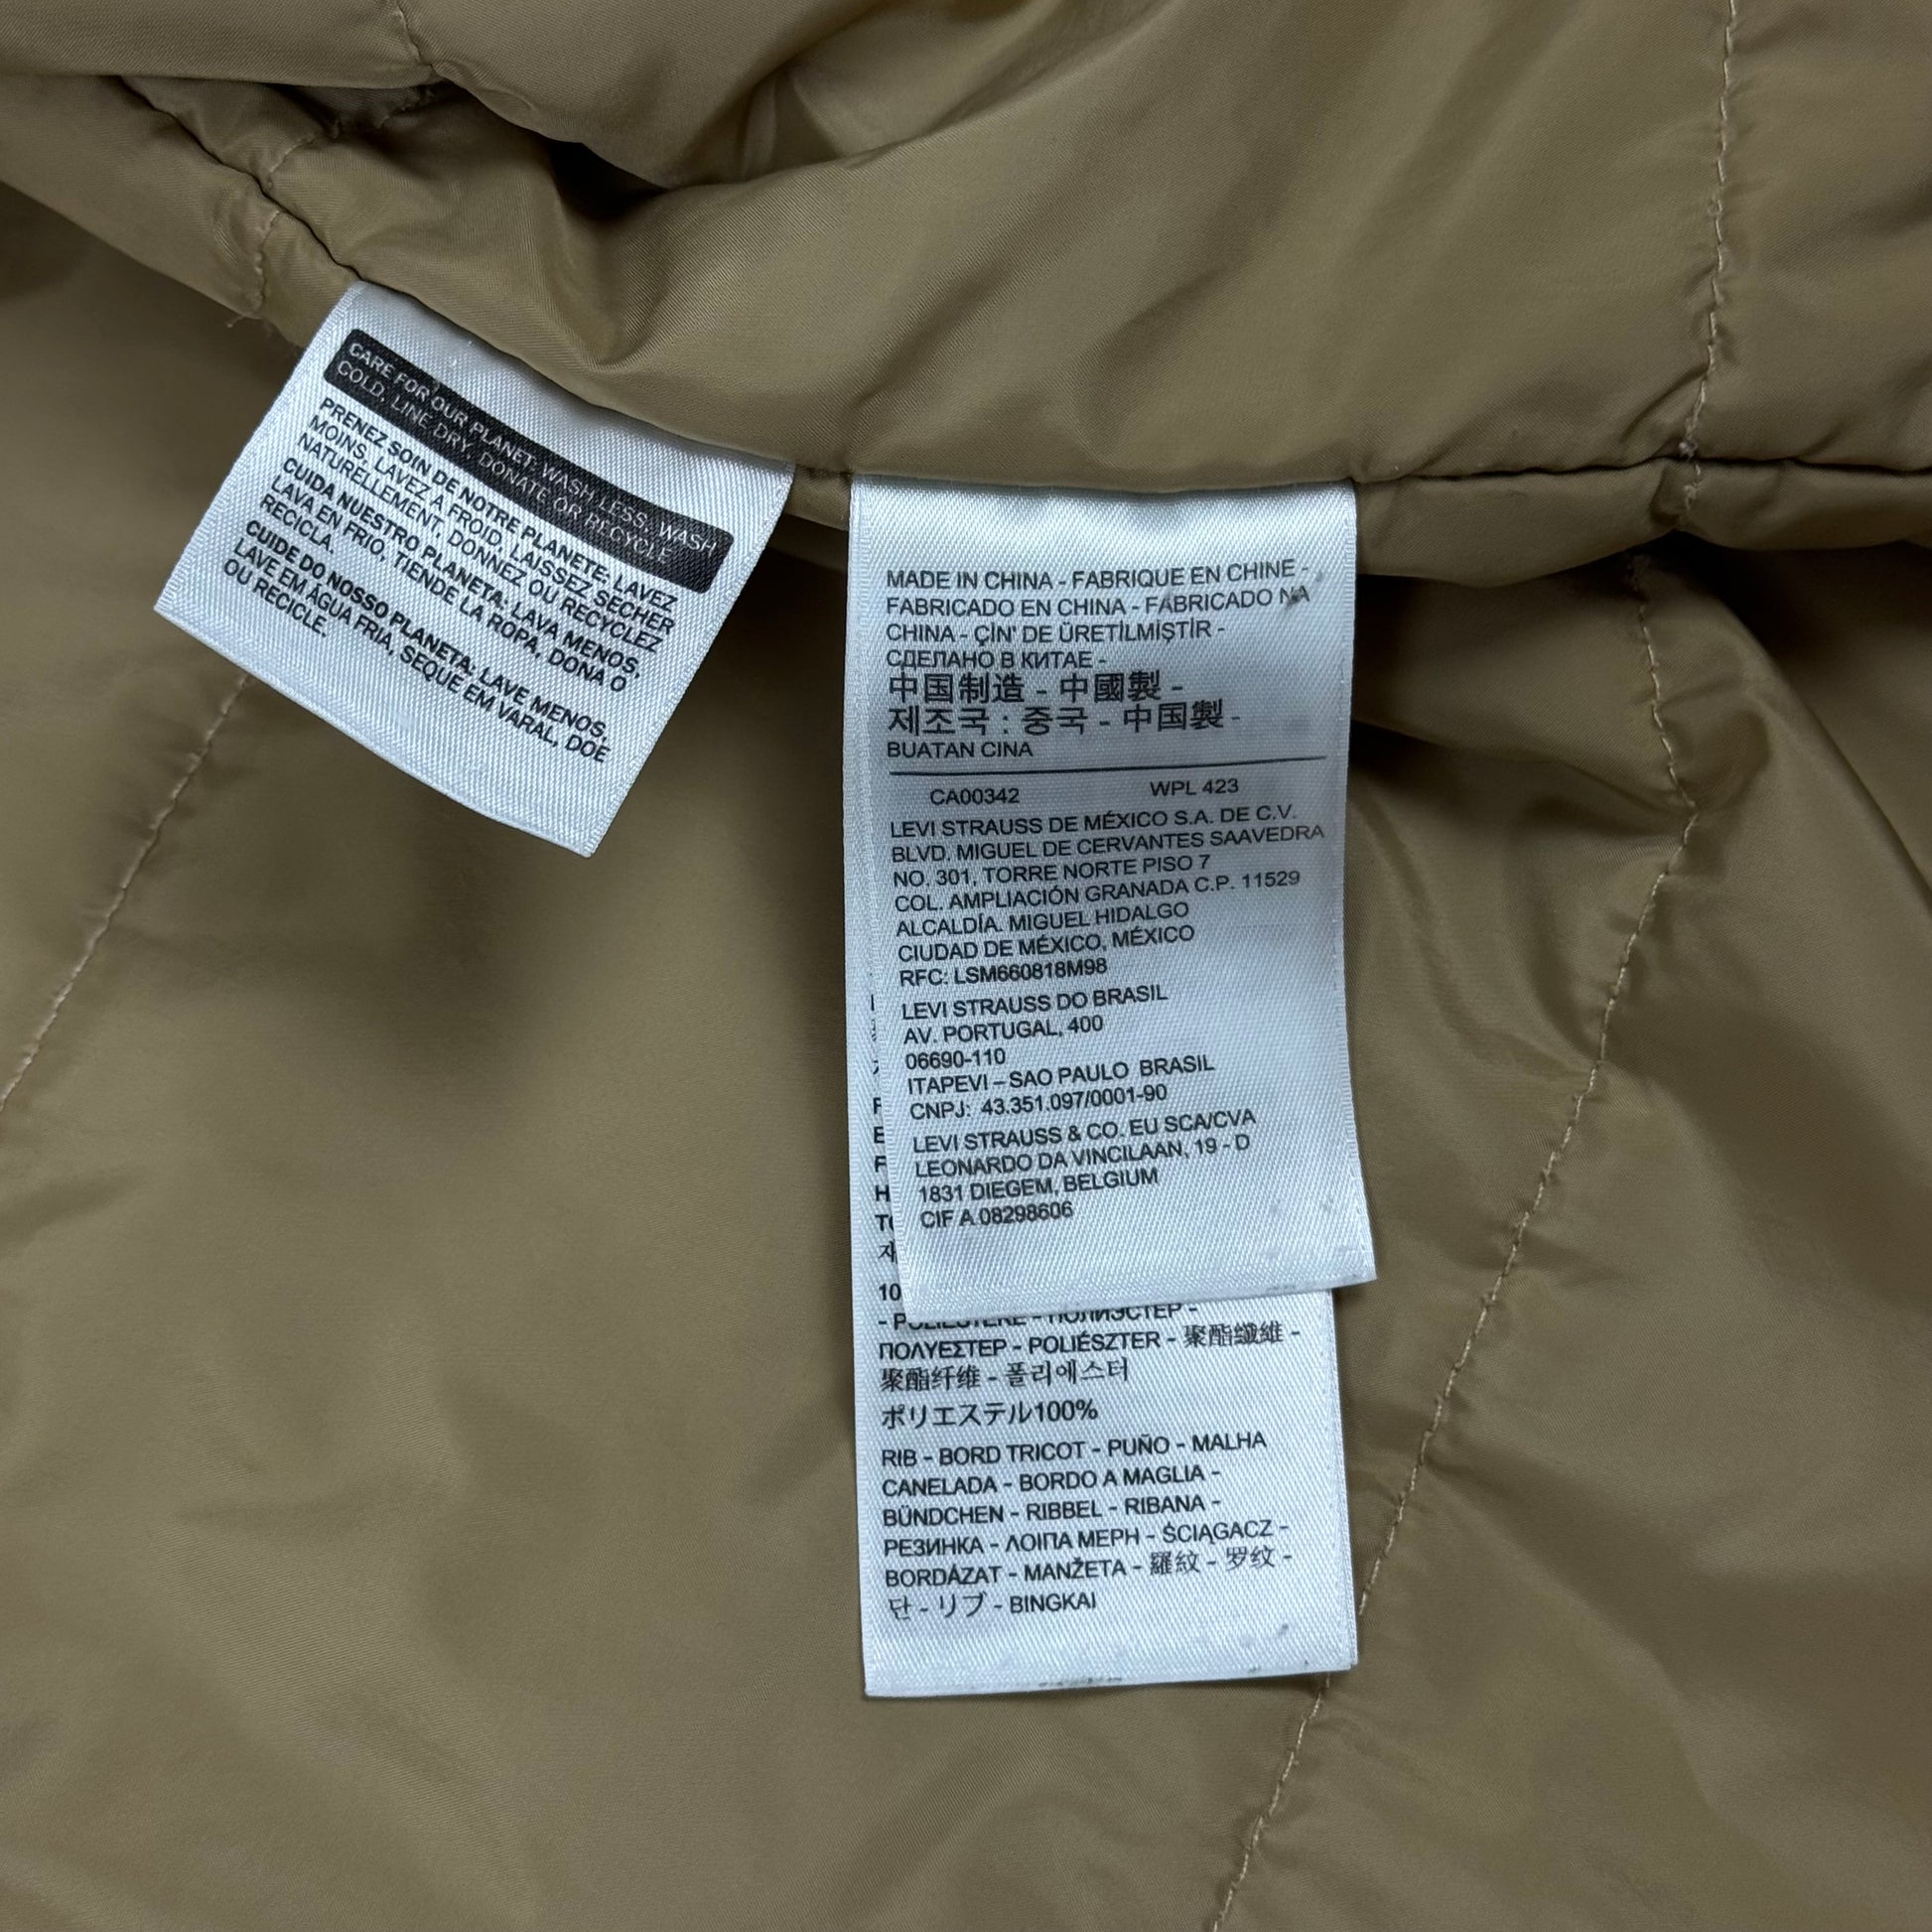 CARE FOR OUR PLANET: WASH LESS, WASH
COLD, LINE DRY, DONATE OR RECYCLE
PRENEZ SOIN DE NOTRE PLANETE: LAVEZ
MOINS, LAVEZ A FROID, LAISSEZ SECHER
NATURELLEMENT, DONNEZ OU RECYCLEZ
CUIDA NUESTRO PLANETA: LAVA MENOS,
LAVA EN FRIO, TIENDE LA ROPA, DONA O
RECICLA.
CUIDE DO NOSSO PLANETA: LAVE MENOS,
LAVE EM ÁGUA FRIA, SEQUE EM VARAL, DOE
OU RECICLE.
MADE IN CHINA - FABRIQUE EN CHINE -
FABRICADO EN CHINA - FABRICADO NA
CHINA - ÇİN' DE ÜRETİLMİŞTİR -
СДЕЛАНО В КИТАЕ -
中国制造 - 中國製 -
제조국 : 중국 - 中国製 -
BUATAN CINA
CA00342 WPL 423
LEVI STRAUSS DE MÉXICO S.A. DE C.V.
BLVD. MIGUEL DE CERVANTES SAAVEDRA
NO. 301, TORRE NORTE PISO 7
COL. AMPLIACIÓN GRANADA C.P. 11529
ALCALDÍA. MIGUEL HIDALGO
CIUDAD DE MÉXICO, MÉXICO
RFC: LSM660818M98
LEVI STRAUSS DO BRASIL
AV. PORTUGAL, 400
06690-110
ITAPEVI – SAO PAULO BRASIL
CNPJ: 43.351.097/0001-90
LEVI STRAUSS & CO. EU SCA/CVA
LEONARDO DA VINCILAAN, 19 - D
1831 DIEGEM, BELGIUM
CIF A 08298606
10
- POLIESTERE - ПОЛИЭСТЕР -
ΠΟΛΥΕΣΤΕΡ - POLIÉSZTER - 聚酯纖維 -
聚酯纤维 - 폴리에스터
ポリエステル100%
RIB - BORD TRICOT - PUÑO - MALHA
CANELADA - BORDO A MAGLIA -
BÜNDCHEN - RIBBEL - RIBANA -
РЕЗИНКА - ΛΟΙΠΑ ΜΕΡΗ - ŚCIĄGACZ -
BORDÁZAT - MANŽETA - 羅紋 - 罗纹 -
단 - リブ - BINGKAI